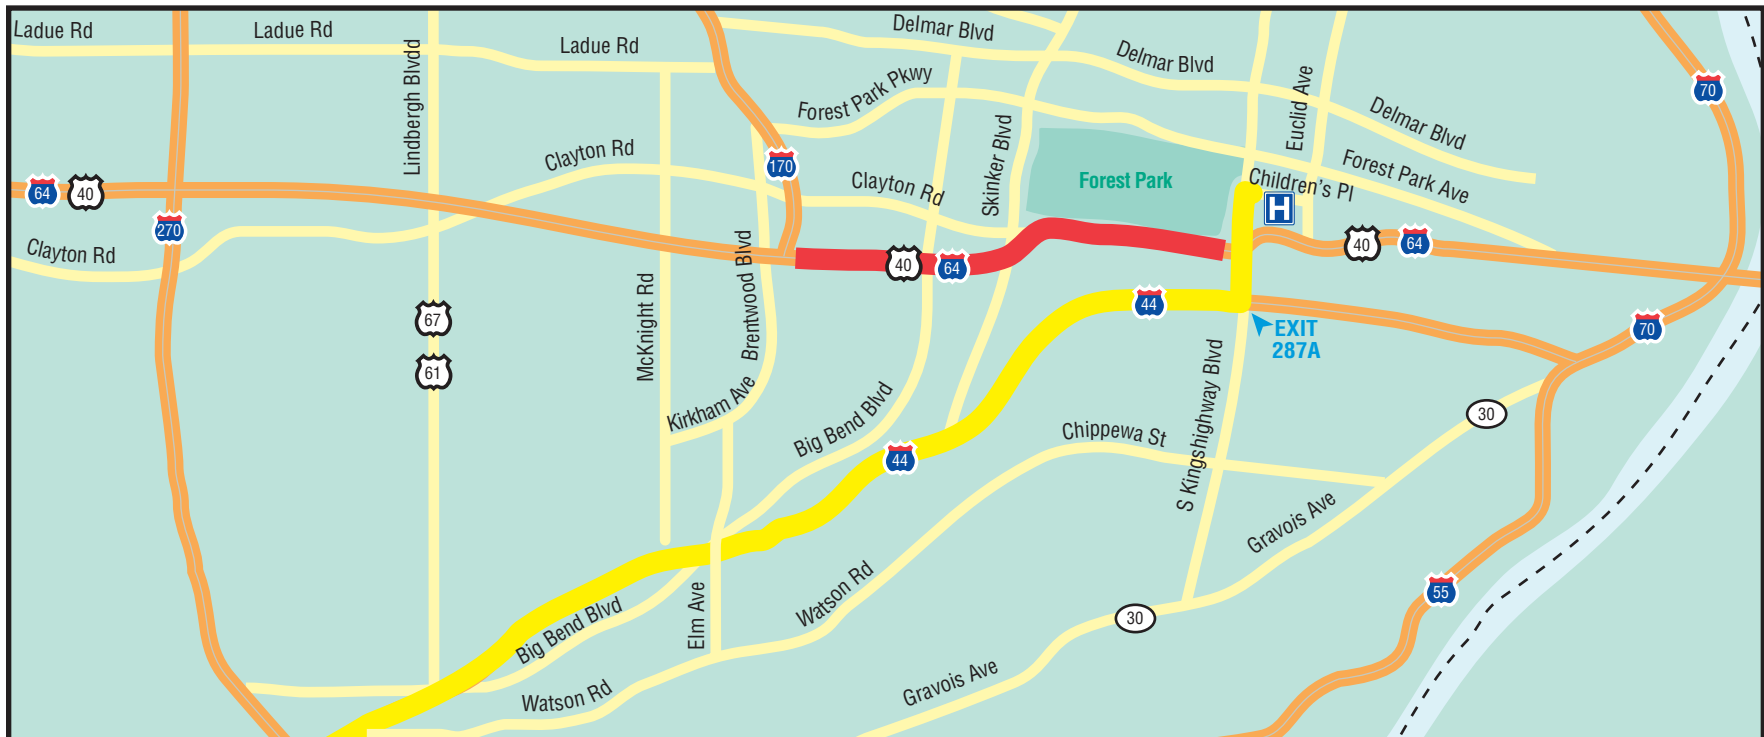 Ladue Rd
Ladue Rd
Ladue Rd
Delmar Blvd
Delmar Blvd
Delmar Blvd
Lindbergh Blvdd
Forest Park Pkwy
Euclid Ave
70
Clayton Rd
170
Skinker Blvd
Forest Park
Clayton Rd
Children's Pl
Forest Park Ave
H
64
40
270
Clayton Rd
40
64
40
64
Brentwood Blvd
McKnight Rd
67
61
44
EXIT
287A
70
Kirkham Ave
Big Bend Blvd
44
Chippewa St
S Kingshighway Blvd
30
Gravois Ave
Watson Rd
Elm Ave
Big Bend Blvd
30
55
Watson Rd
Gravois Ave